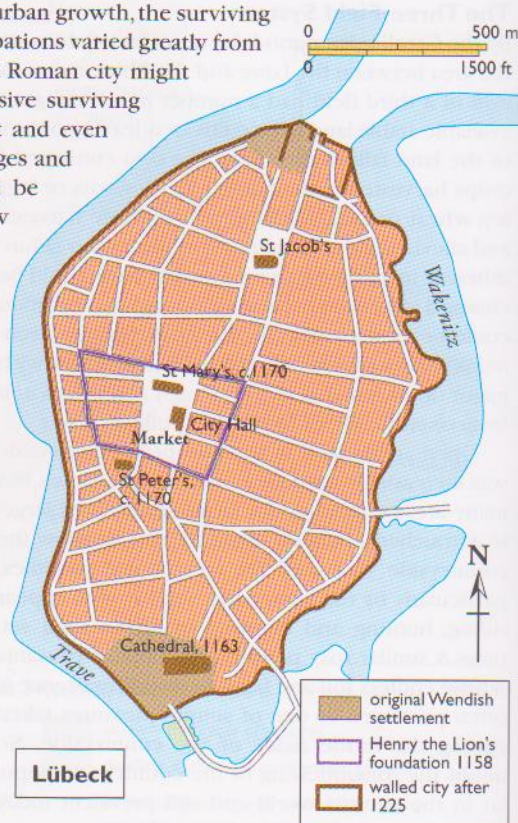 urban growth, the surviving
pations varied greatly from
Roman city might
sive surviving
t and even
ges and
be
0 500 m
0 1500 ft
St Jacob's
Wakenitz
St Mary's, c.1170
City Hall
Market
St Peter's,
c. 1170
N
Cathedral, 1163
Trave
Lübeck
original Wendish
settlement
Henry the Lion's
foundation 1158
walled city after
1225